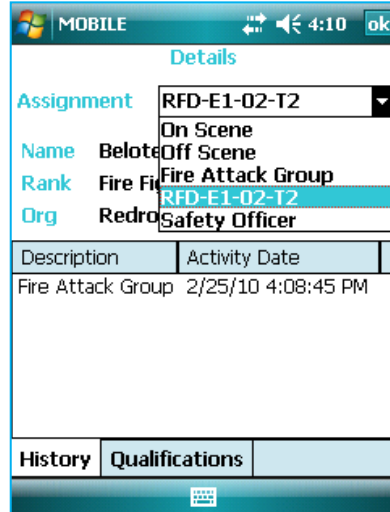 MOBILE 4:10 ok
Details
Assignment RFD-E1-02-T2
On Scene
Name Belote Off Scene
Fire Attack Group
Rank Fire Fi
RFD-E1-02-T2
Org Redro Safety Officer
Description Activity Date
Fire Attack Group 2/25/10 4:08:45 PM
History Qualifications